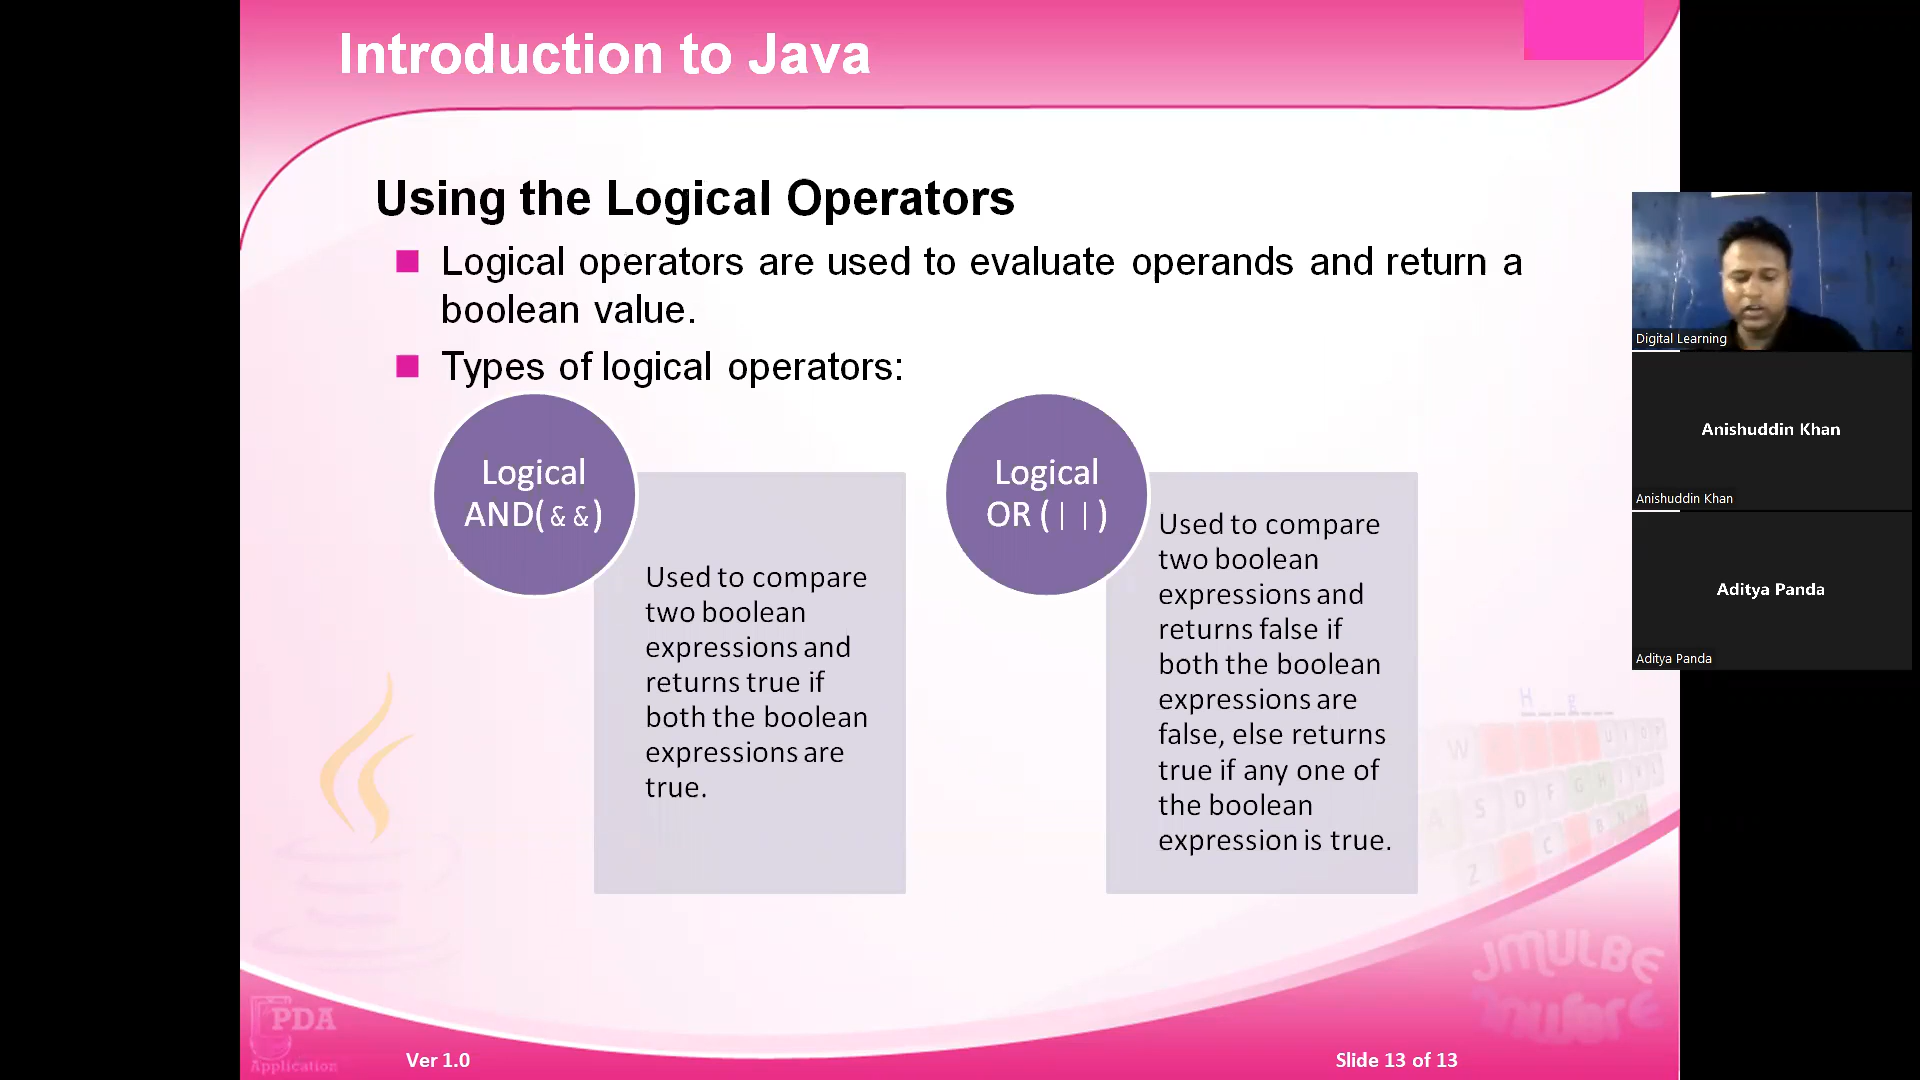 Introduction to Java
Using the Logical Operators
Logical operators are used to evaluate operands and return a
boolean value.
Types of logical operators:
Logical
AND(&&)
Used to compare
two boolean
expressions and
returns true if
both the boolean
expressions are
true.
Logical
OR (||)
Used to compare
two boolean
expressions and
returns false if
both the boolean
expressions are
false, else returns
true if any one of
the boolean
expression is true.
Digital Learning
Anishuddin Khan
Anishuddin Khan
Aditya Panda
Aditya Panda
H _ _ g _ _ _
W U I O P
A S D F G H J K L
Z C B N M
JMULBE
PDA
Application
Ver 1.0
Slide 13 of 13